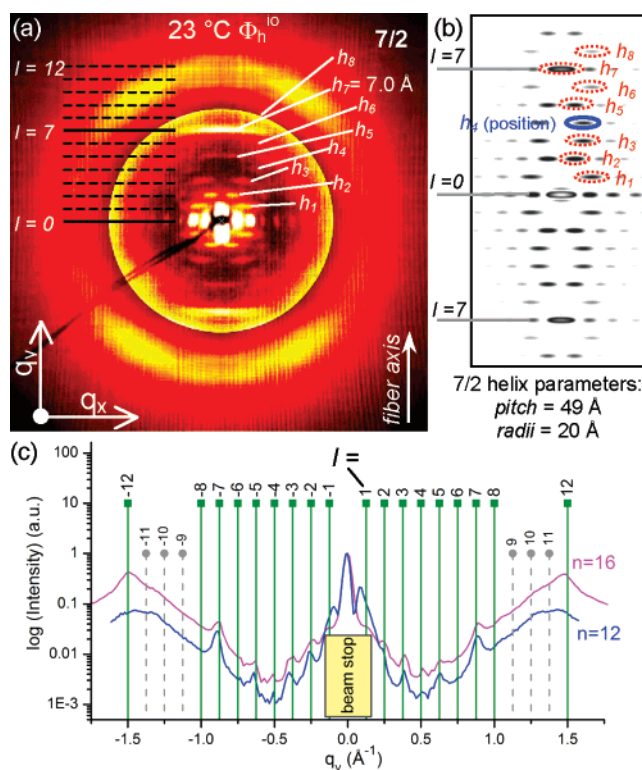 (a)
23 °C Φₕⁱᵒ
7/2
l = 12
l = 7
l = 0
h₈
h₇= 7.0 Å
h₆
h₅
h₄
h₃
h₂
h₁
qᵧ
qₓ
fiber axis
(b)
l = 7
l = 0
l = 7
h₈
h₇
h₆
h₅
h₄ (position)
h₃
h₂
h₁
7/2 helix parameters:
pitch = 49 Å
radii = 20 Å
(c)
l =
log (Intensity) (a.u.)
100
10
1
0.1
0.01
1E-3
-12
-11
-10
-9
-8
-7
-6
-5
-4
-3
-2
-1
1
2
3
4
5
6
7
8
9
10
11
12
n=16
n=12
beam stop
-1.5
-1.0
-0.5
0.0
0.5
1.0
1.5
qᵧ (Å⁻¹)